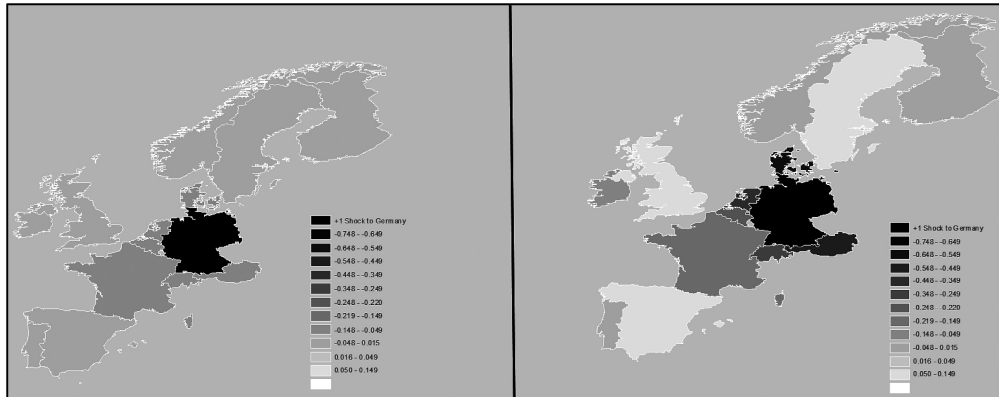 +1 Shock to Germany
-0.748 - -0.649
-0.648 - -0.549
-0.548 - -0.449
-0.448 - -0.349
-0.348 - -0.249
-0.248 - -0.220
-0.219 - -0.149
-0.148 - -0.049
-0.048 - 0.015
0.016 - 0.049
0.050 - 0.149
+1 Shock to Germany
-0.748 - -0.649
-0.648 - -0.549
-0.548 - -0.449
-0.448 - -0.349
-0.348 - -0.249
-0.248 - -0.220
-0.219 - -0.149
-0.148 - -0.049
-0.048 - 0.015
0.016 - 0.049
0.050 - 0.149